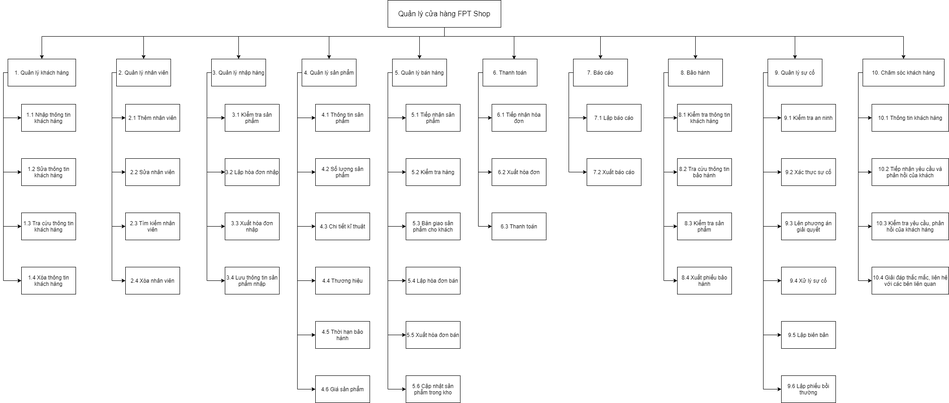 Quản lý cửa hàng FPT Shop
1. Quản lý khách hàng
2. Quản lý nhân viên
3. Quản lý nhập hàng
4. Quản lý sản phẩm
5. Quản lý bán hàng
6. Thanh toán
7. Báo cáo
8. Bảo hành
9. Quản lý sự cố
10. Chăm sóc khách hàng
1.1 Nhập thông tin
khách hàng
2.1 Thêm nhân viên
3.1 Kiểm tra sản
phẩm
4.1 Thông tin sản
phẩm
5.1 Tiếp nhận sản
phẩm
6.1 Tiếp nhận hóa
đơn
7.1 Lập báo cáo
8.1 Kiểm tra thông tin
khách hàng
9.1 Kiểm tra an ninh
10.1 Thông tin khách hàng
1.2 Sửa thông tin
khách hàng
2.2 Sửa nhân viên
3.2 Lập hóa đơn nhập
4.2 Số lượng sản
phẩm
5.2 Kiểm tra hàng
6.2 Xuất hóa đơn
7.2 Xuất báo cáo
8.2 Tra cứu thông tin
bảo hành
9.2 Xác thực sự cố
10.2 Tiếp nhận yêu cầu và
phản hồi của khách
1.3 Tra cứu thông tin
khách hàng
2.3 Tìm kiếm nhân
viên
3.3 Xuất hóa đơn
nhập
4.3 Chi tiết kĩ thuật
5.3 Bàn giao sản
phẩm cho khách
6.3 Thanh toán
8.3 Kiểm tra sản
phẩm
9.3 Lên phương án
giải quyết
10.3 Kiểm tra yêu cầu, phản
hồi của khách hàng
1.4 Xóa thông tin
khách hàng
2.4 Xóa nhân viên
3.4 Lưu thông tin sản
phẩm nhập
4.4 Thương hiệu
5.4 Lập hóa đơn bán
8.4 Xuất phiếu bảo
hành
9.4 Xử lý sự cố
10.4 Giải đáp thắc mắc, liên hệ
với các bên liên quan
4.5 Thời hạn bảo
hành
5.5 Xuất hóa đơn bán
9.5 Lập biên bản
4.6 Giá sản phẩm
5.6 Cập nhật sản
phẩm trong kho
9.6 Lập phiếu bồi
thường